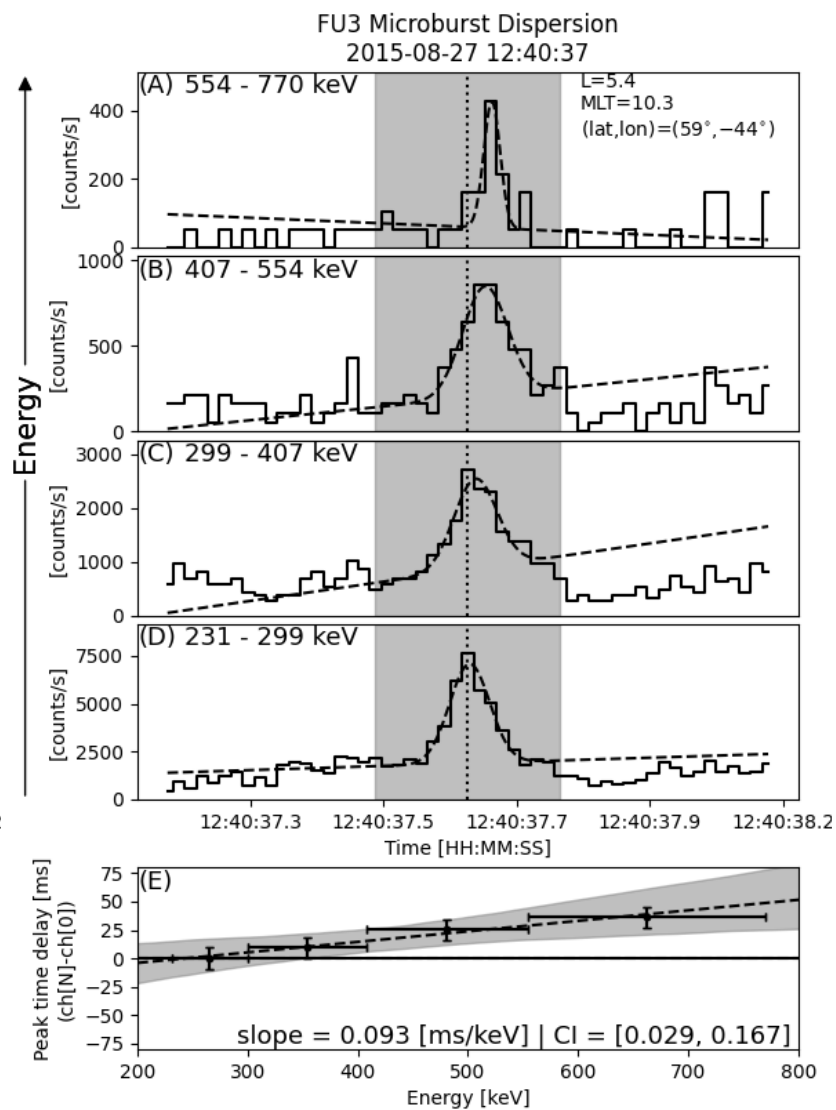 FU3 Microburst Dispersion
2015-08-27 12:40:37
(A) 554 - 770 keV
L=5.4
MLT=10.3
(lat,lon)=(59°,−44°)
400
200
0
[counts/s]
(B) 407 - 554 keV
1000
500
0
[counts/s]
Energy
(C) 299 - 407 keV
3000
2000
1000
0
[counts/s]
(D) 231 - 299 keV
7500
5000
2500
0
[counts/s]
12:40:37.3 12:40:37.5 12:40:37.7 12:40:37.9 12:40:38.2
Time [HH:MM:SS]
(E)
75
50
25
0
−25
−50
−75
Peak time delay [ms]
(ch[N]-ch[0])
slope = 0.093 [ms/keV] | CI = [0.029, 0.167]
200 300 400 500 600 700 800
Energy [keV]